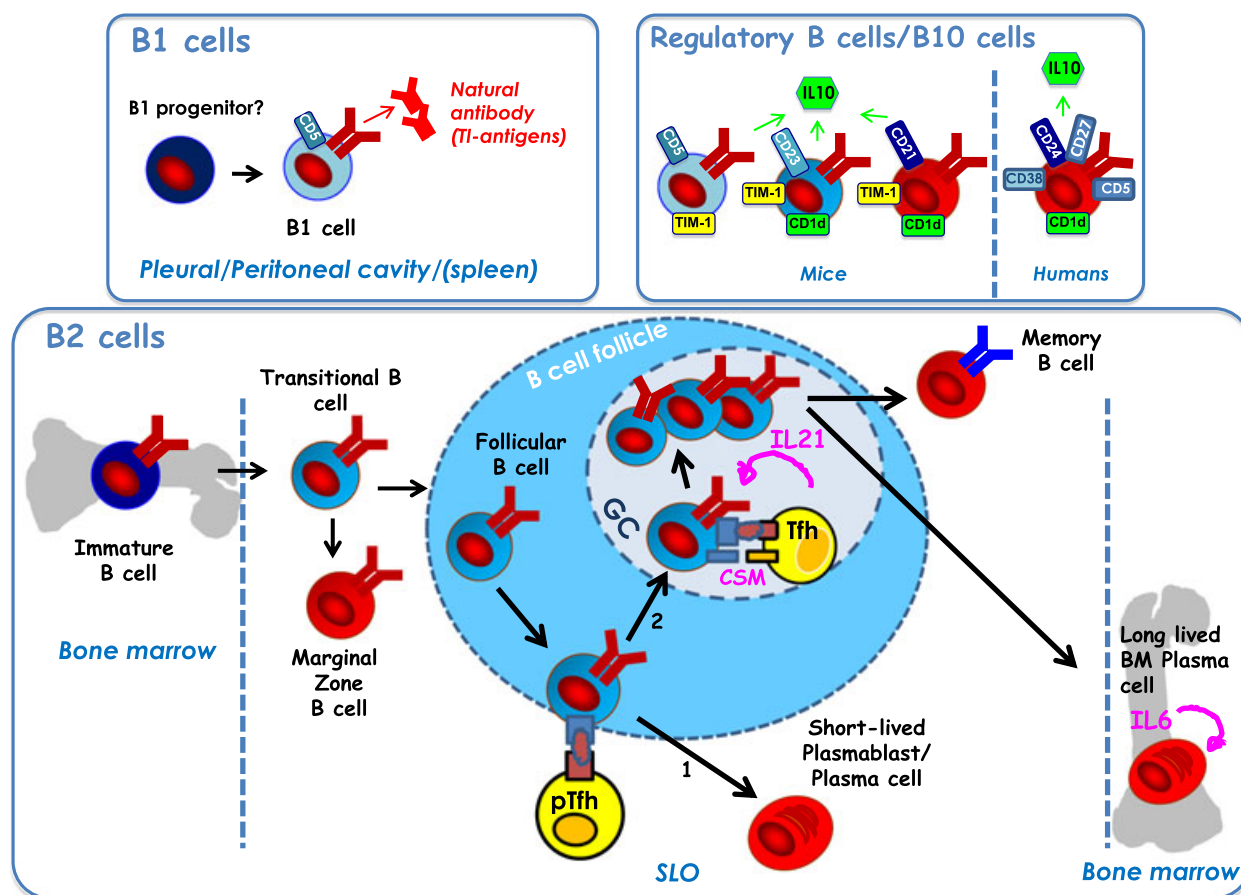 B1 cells
B1 progenitor?
CD5
Natural
antibody
(TI-antigens)
B1 cell
Pleural/Peritoneal cavity/(spleen)
Regulatory B cells/B10 cells
IL10
IL10
CD5
TIM-1
CD23
TIM-1
CD1d
CD21
TIM-1
CD1d
CD24
CD27
CD38
CD5
CD1d
Mice
Humans
B2 cells
Immature
B cell
Bone marrow
Transitional B
cell
Marginal
Zone
B cell
B cell follicle
Follicular
B cell
GC
IL21
Tfh
CSM
2
pTfh
1
Short-lived
Plasmablast/
Plasma cell
SLO
Memory
B cell
Long lived
BM Plasma
cell
IL6
Bone marrow